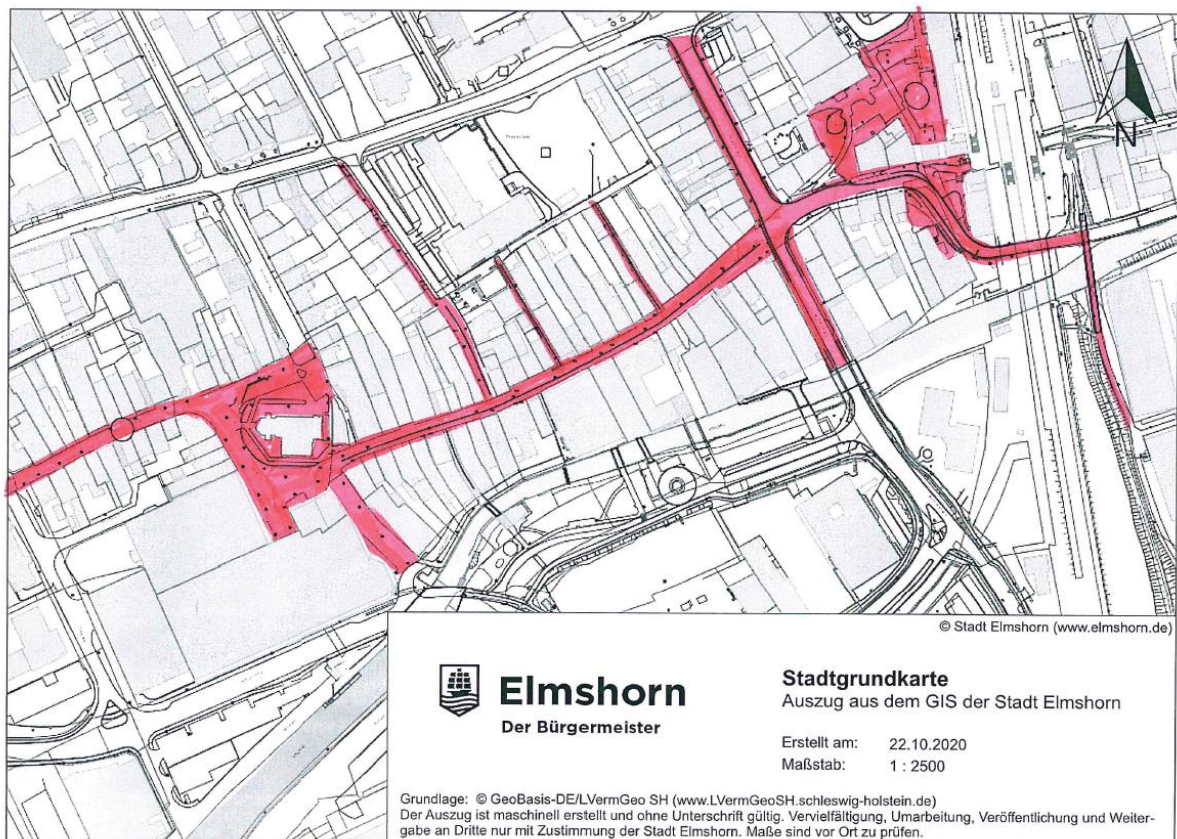 N
© Stadt Elmshorn (www.elmshorn.de)
Elmshorn
Der Bürgermeister
Stadtgrundkarte
Auszug aus dem GIS der Stadt Elmshorn
Erstellt am: 22.10.2020
Maßstab: 1 : 2500
Grundlage: © GeoBasis-DE/LVermGeo SH (www.LVermGeoSH.schleswig-holstein.de)
Der Auszug ist maschinell erstellt und ohne Unterschrift gültig. Vervielfältigung, Umarbeitung, Veröffentlichung und Weiter-
gabe an Dritte nur mit Zustimmung der Stadt Elmshorn. Maße sind vor Ort zu prüfen.